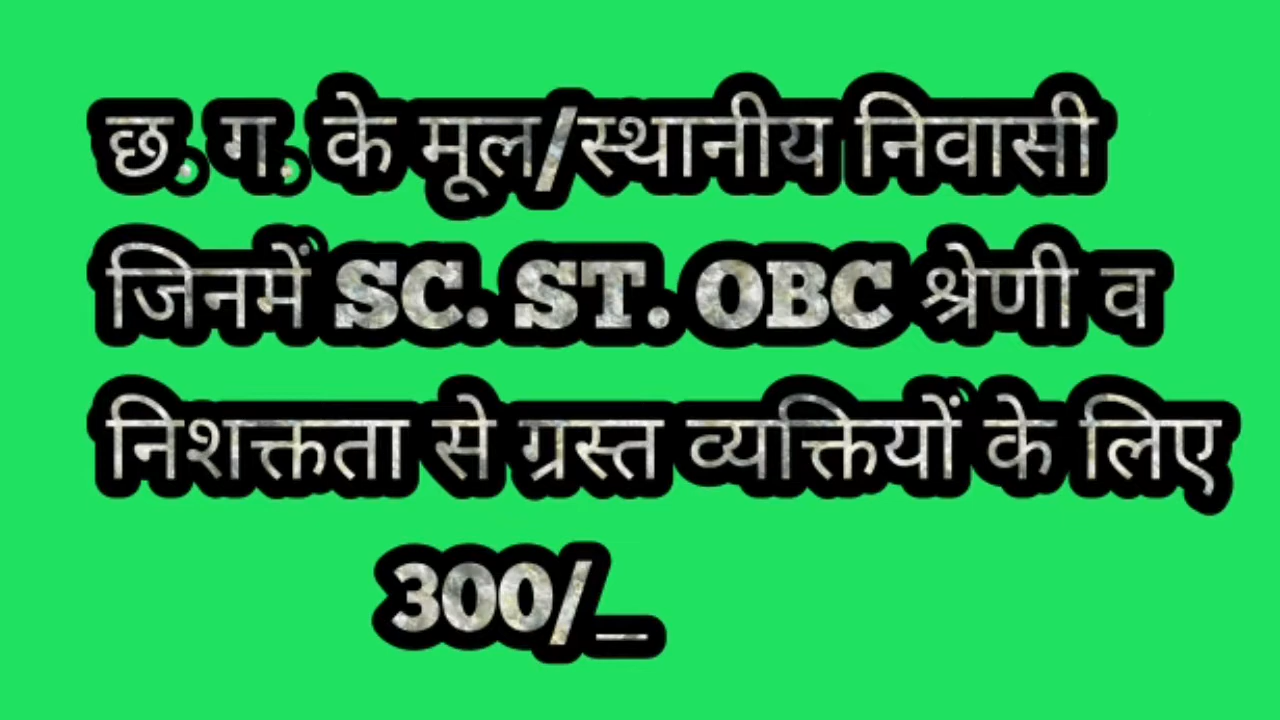 छ. ग. के मूल/स्थानीय निवासी
जिनमें SC. ST. OBC श्रेणी व
निशक्तता से ग्रस्त व्यक्तियों के लिए
300/_